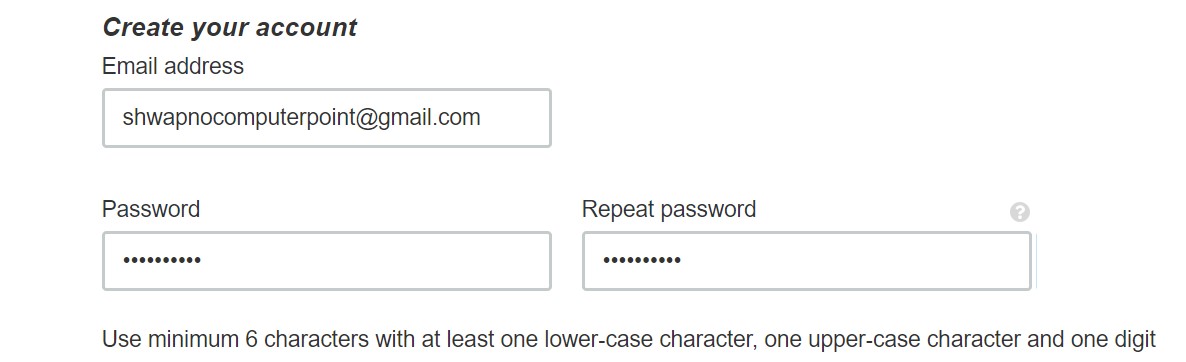 Create your account
Email address
shwapnocomputerpoint@gmail.com
Password Repeat password ?
•••••••••• ••••••••••
Use minimum 6 characters with at least one lower-case character, one upper-case character and one digit